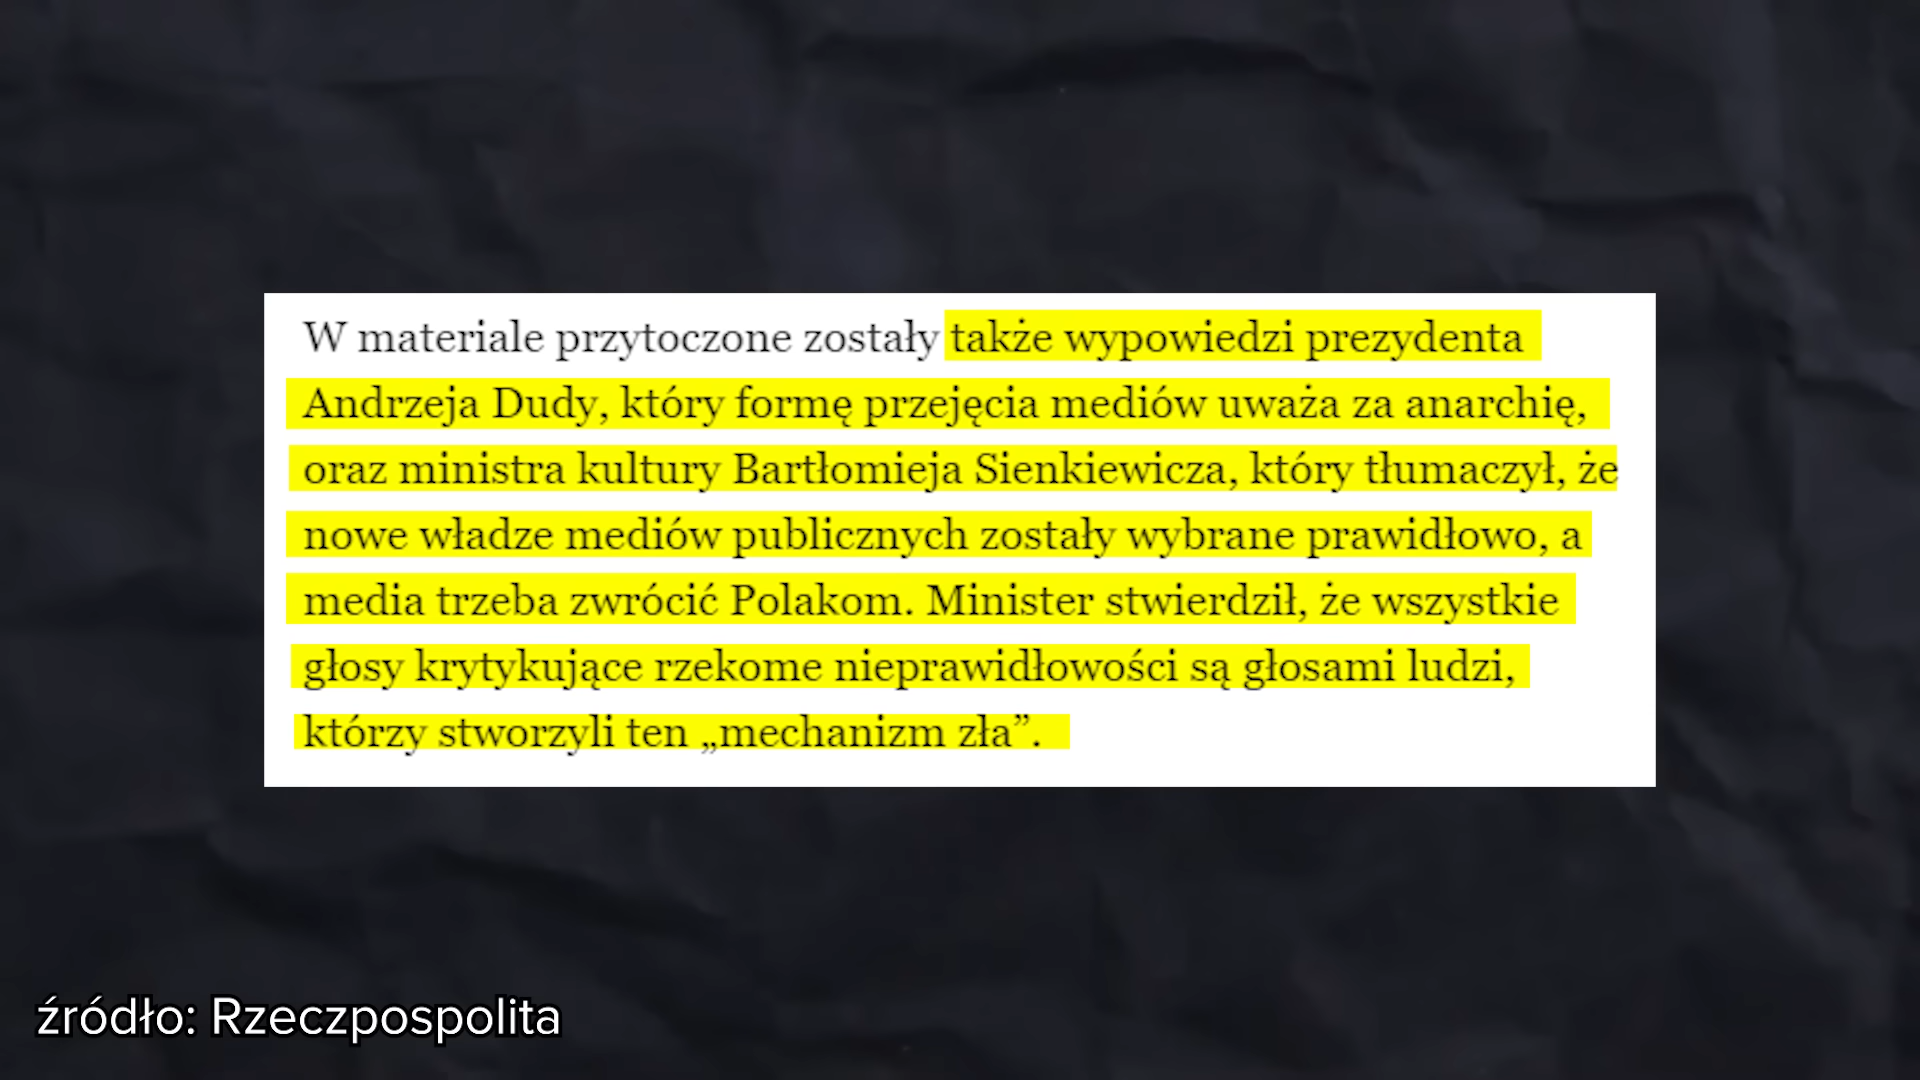 W materiale przytoczone zostały także wypowiedzi prezydenta
Andrzeja Dudy, który formę przejęcia mediów uważa za anarchię,
oraz ministra kultury Bartłomieja Sienkiewicza, który tłumaczył, że
nowe władze mediów publicznych zostały wybrane prawidłowo, a
media trzeba zwrócić Polakom. Minister stwierdził, że wszystkie
głosy krytykujące rzekome nieprawidłowości są głosami ludzi,
którzy stworzyli ten „mechanizm zła”.
źródło: Rzeczpospolita